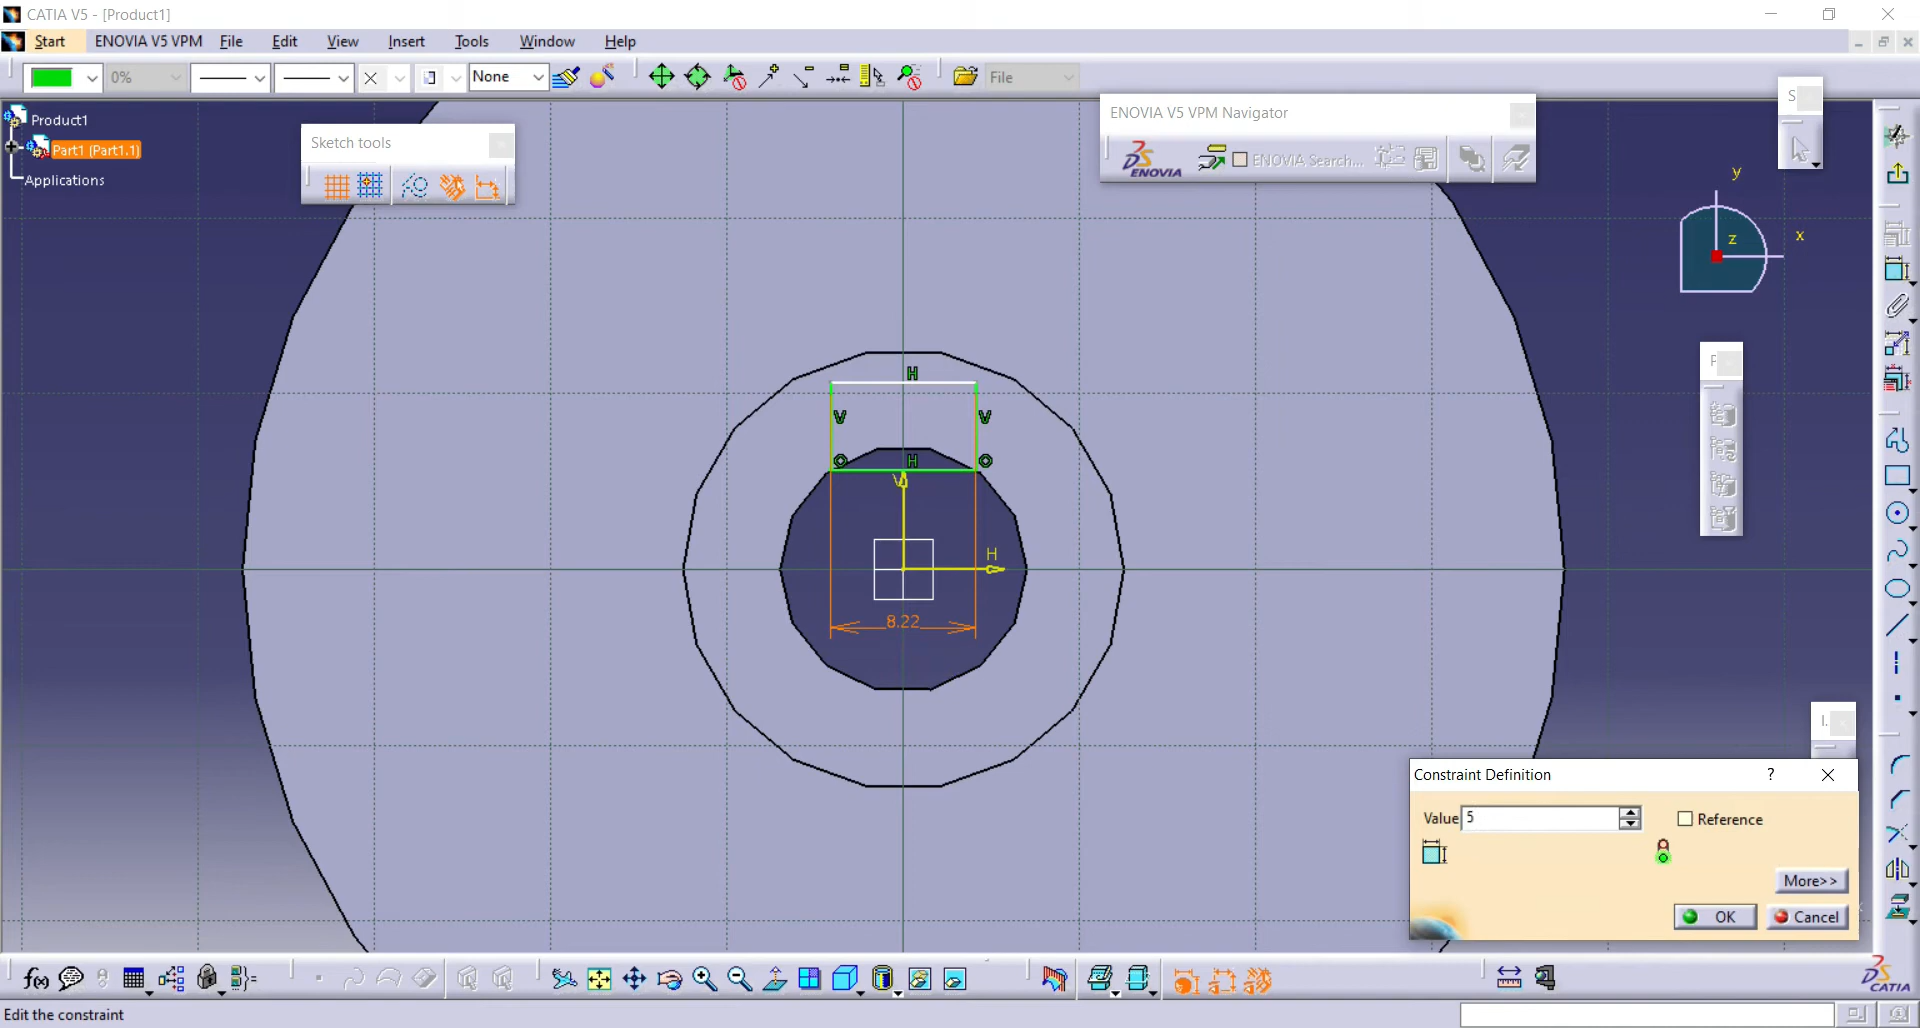 CATIA V5 - [Product1]
Start ENOVIA V5 VPM File Edit View Insert Tools Window Help
0% None File
Product1
Part1 (Part1.1)
Applications
Sketch tools
ENOVIA V5 VPM Navigator
ENOVIA
ENOVIA Search...
S
y
x
z
P
H
V V
H
V
H
8.22
I.
Constraint Definition ?
Value 5
Reference
More>>
OK Cancel
f(x)
CATIA
Edit the constraint